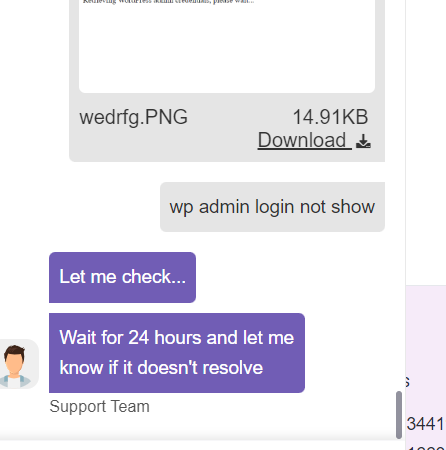 Retrieving WordPress admin credentials, please wait...
wedrfg.PNG
14.91KB
Download
wp admin login not show
Let me check...
Wait for 24 hours and let me
know if it doesn't resolve
Support Team
s
3441